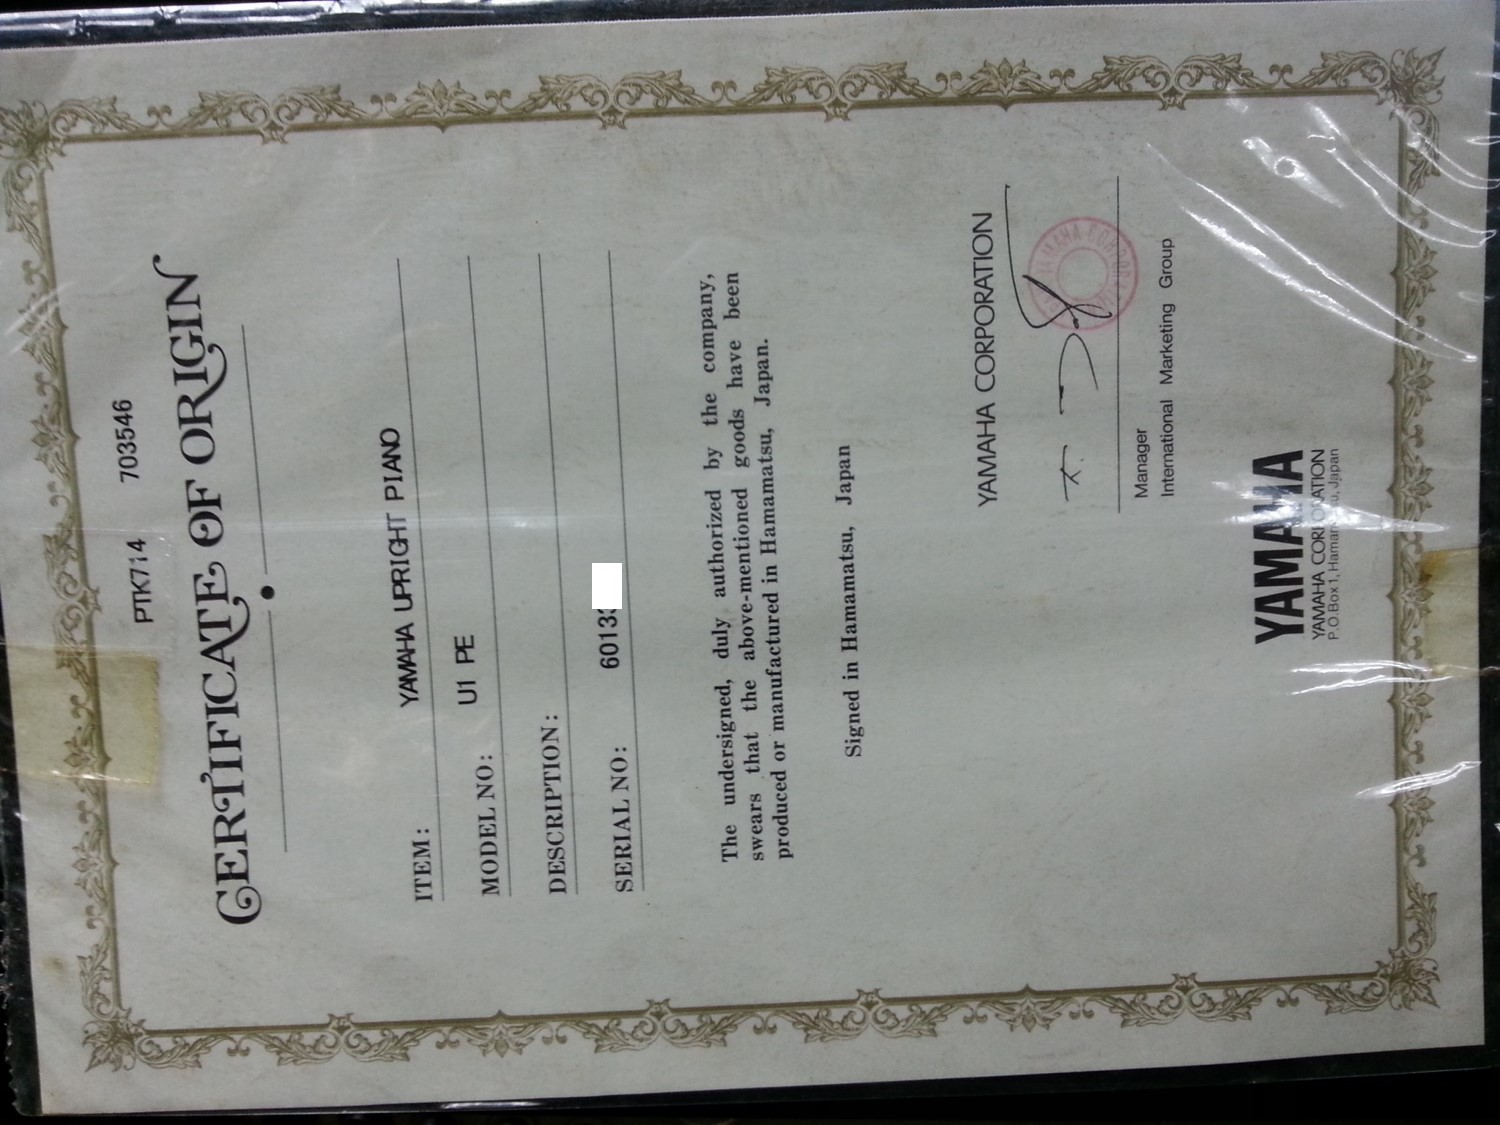 PTK714 703546
CERTIFICATE OF ORIGIN
ITEM: YAMAHA UPRIGHT PIANO
MODEL NO: U1 PE
DESCRIPTION:
SERIAL NO: 6013
The undersigned, duly authorized by the company,
swears that the above-mentioned goods have been
produced or manufactured in Hamamatsu, Japan.
Signed in Hamamatsu, Japan
YAMAHA CORPORATION
Manager
International Marketing Group
YAMAHA
YAMAHA CORPORATION
P.O.Box 1, Hamamatsu, Japan